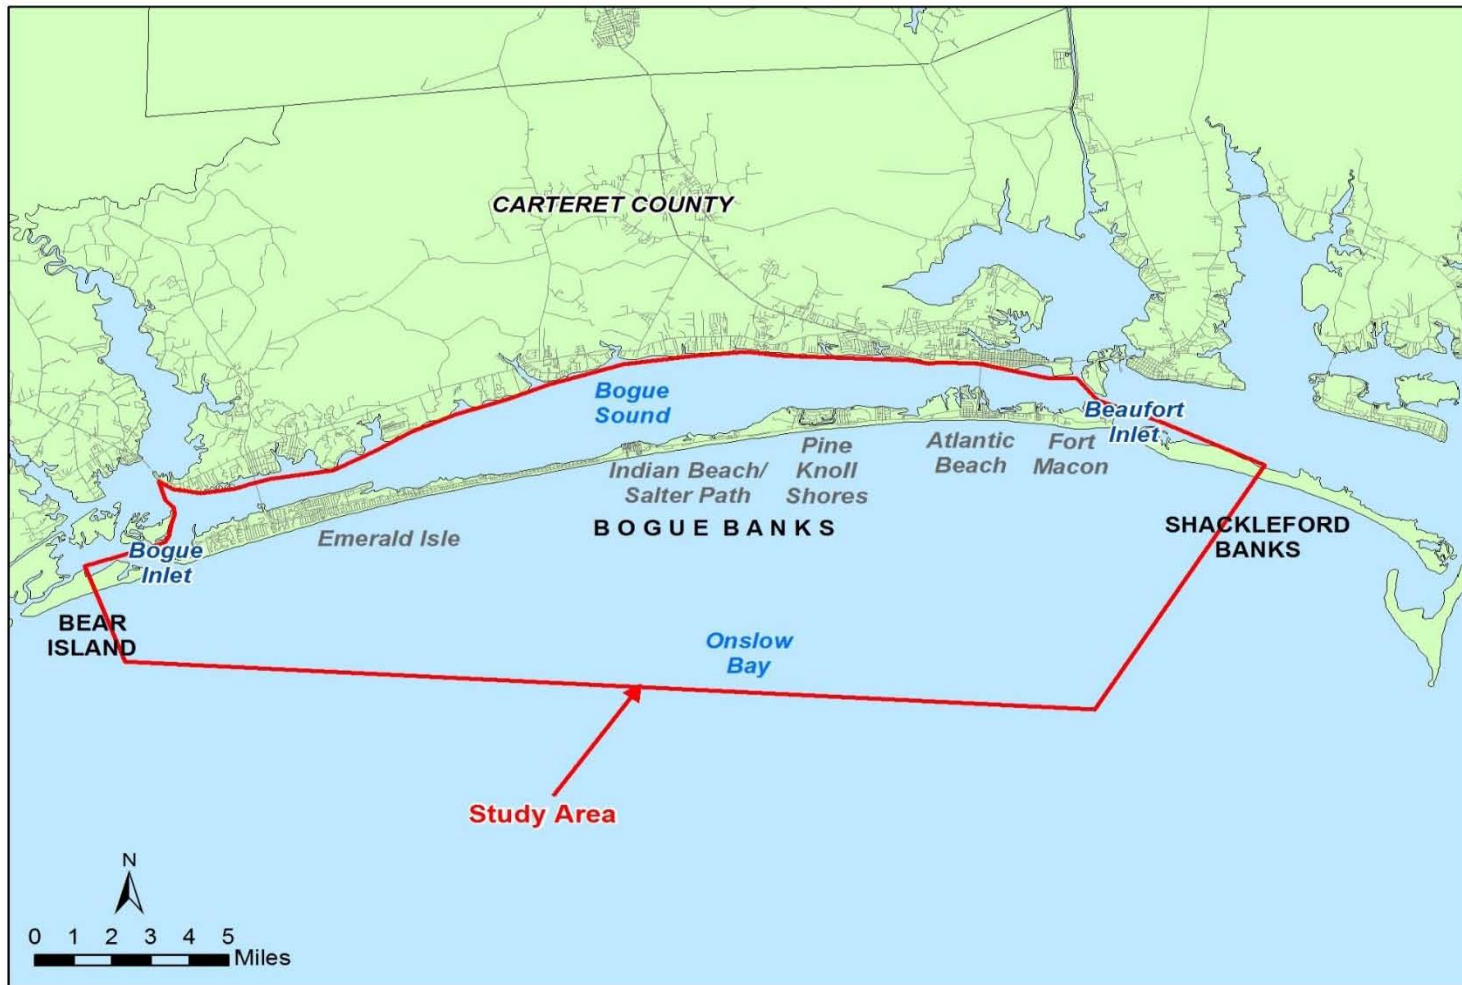 CARTERET COUNTY
Bogue
Sound
Beaufort
Inlet
Pine
Knoll
Shores
Atlantic
Beach
Fort
Macon
Indian Beach/
Salter Path
BOGUE BANKS
SHACKLEFORD
BANKS
Emerald Isle
Bogue
Inlet
BEAR
ISLAND
Onslow
Bay
Study Area
N
0 1 2 3 4 5
Miles